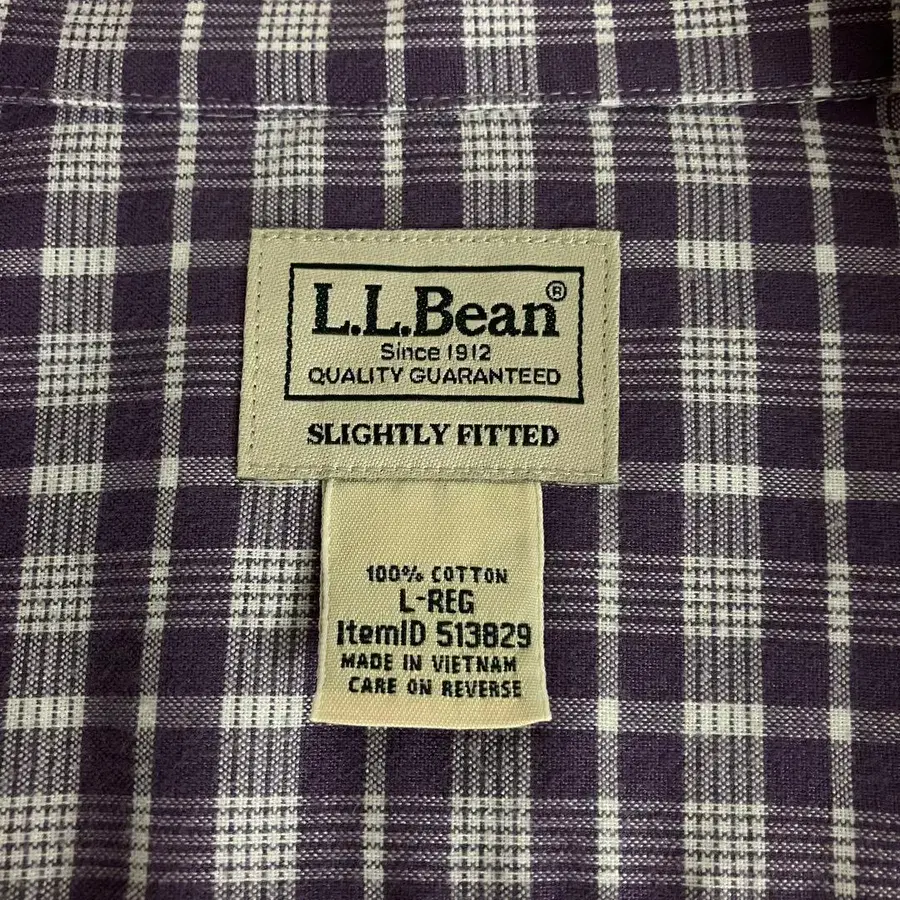 L.L.Bean®
Since 1912
QUALITY GUARANTEED
SLIGHTLY FITTED
100% COTTON
L-REG
ItemID 513829
MADE IN VIETNAM
CARE ON REVERSE